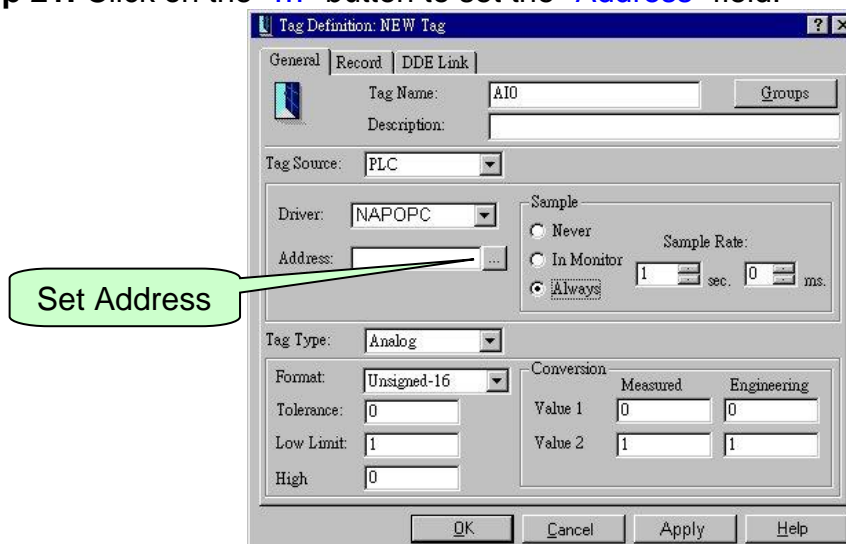 p 21: Click on the "..." button to set the "Address" field.
Tag Definition: NEW Tag
General Record DDE Link
Tag Name: AI0 Groups
Description:
Tag Source: PLC
Driver: NAPOPC
Address: ...
Sample
Never
In Monitor
Always
Sample Rate:
1 sec. 0 ms.
Set Address
Tag Type: Analog
Format: Unsigned-16
Tolerance: 0
Low Limit: 1
High 0
Conversion
Measured Engineering
Value 1 0 0
Value 2 1 1
OK Cancel Apply Help